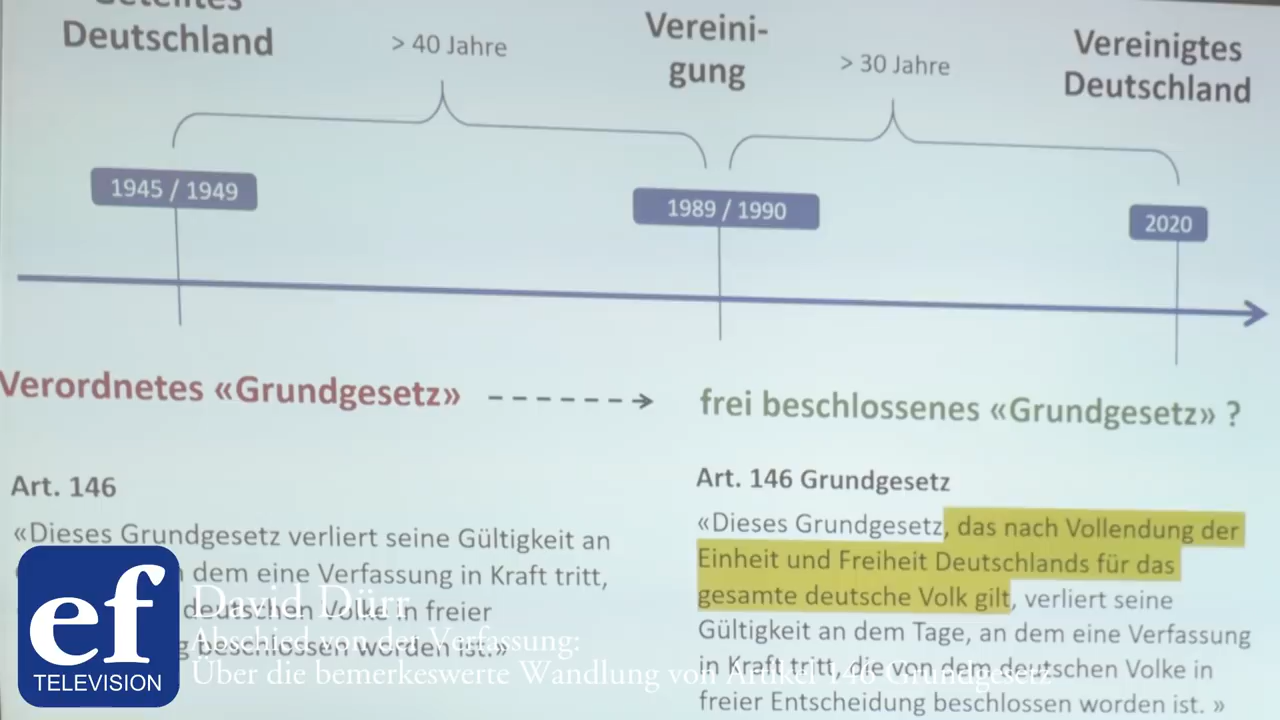 Geteiltes
Deutschland
> 40 Jahre
Vereini-
gung
> 30 Jahre
Vereinigtes
Deutschland
1945 / 1949
1989 / 1990
2020
Verordnetes «Grundgesetz»
frei beschlossenes «Grundgesetz» ?
Art. 146
«Dieses Grundgesetz verliert seine Gültigkeit an
dem eine Verfassung in Kraft tritt,
deutschen Volke in freier
beschlossen worden ist.»
Art. 146 Grundgesetz
«Dieses Grundgesetz, das nach Vollendung der
Einheit und Freiheit Deutschlands für das
gesamte deutsche Volk gilt, verliert seine
Gültigkeit an dem Tage, an dem eine Verfassung
in Kraft tritt, die von dem deutschen Volke in
freier Entscheidung beschlossen worden ist. »
ef
TELEVISION
David Dürr
Abschied von der Verfassung:
Über die bemerkeswerte Wandlung von Artikel 146 Grundgesetz